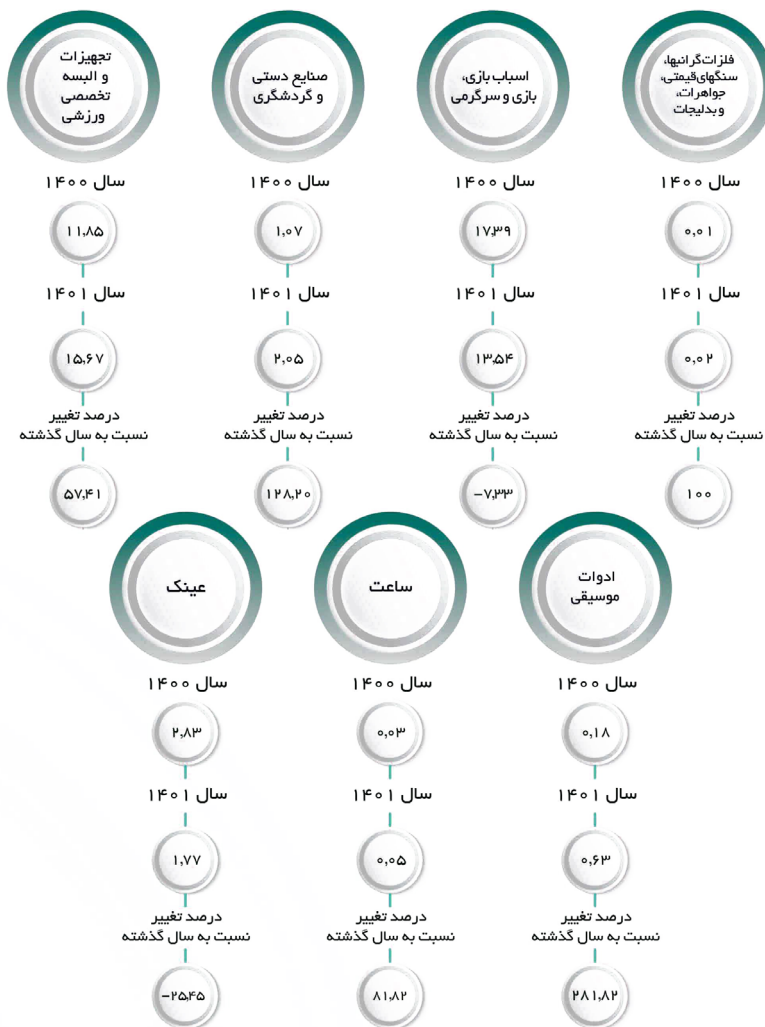 فلزات گرانبها،
سنگهای قیمتی،
جواهرات،
و بدلیجات
سال ۱۴۰۰
۰,۰۱
سال ۱۴۰۱
۰,۰۲
درصد تغییر
نسبت به سال گذشته
۱۰۰
اسباب بازی،
بازی و سرگرمی
سال ۱۴۰۰
۱۷,۳۹
سال ۱۴۰۱
۱۳,۵۴
درصد تغییر
نسبت به سال گذشته
-۷,۳۳
صنایع دستی
و گردشگری
سال ۱۴۰۰
۱,۰۷
سال ۱۴۰۱
۲,۰۵
درصد تغییر
نسبت به سال گذشته
۱۲۸,۲۰
تجهیزات
و البسه
تخصصی
ورزشی
سال ۱۴۰۰
۱۱,۸۵
سال ۱۴۰۱
۱۵,۶۷
درصد تغییر
نسبت به سال گذشته
۵۷,۴۱
ادوات
موسیقی
سال ۱۴۰۰
۰,۱۸
سال ۱۴۰۱
۰,۶۳
درصد تغییر
نسبت به سال گذشته
۲۸۱,۸۲
ساعت
سال ۱۴۰۰
۰,۰۳
سال ۱۴۰۱
۰,۰۵
درصد تغییر
نسبت به سال گذشته
۸۱,۸۲
عینک
سال ۱۴۰۰
۲,۸۳
سال ۱۴۰۱
۱,۷۷
درصد تغییر
نسبت به سال گذشته
-۲۵,۴۵